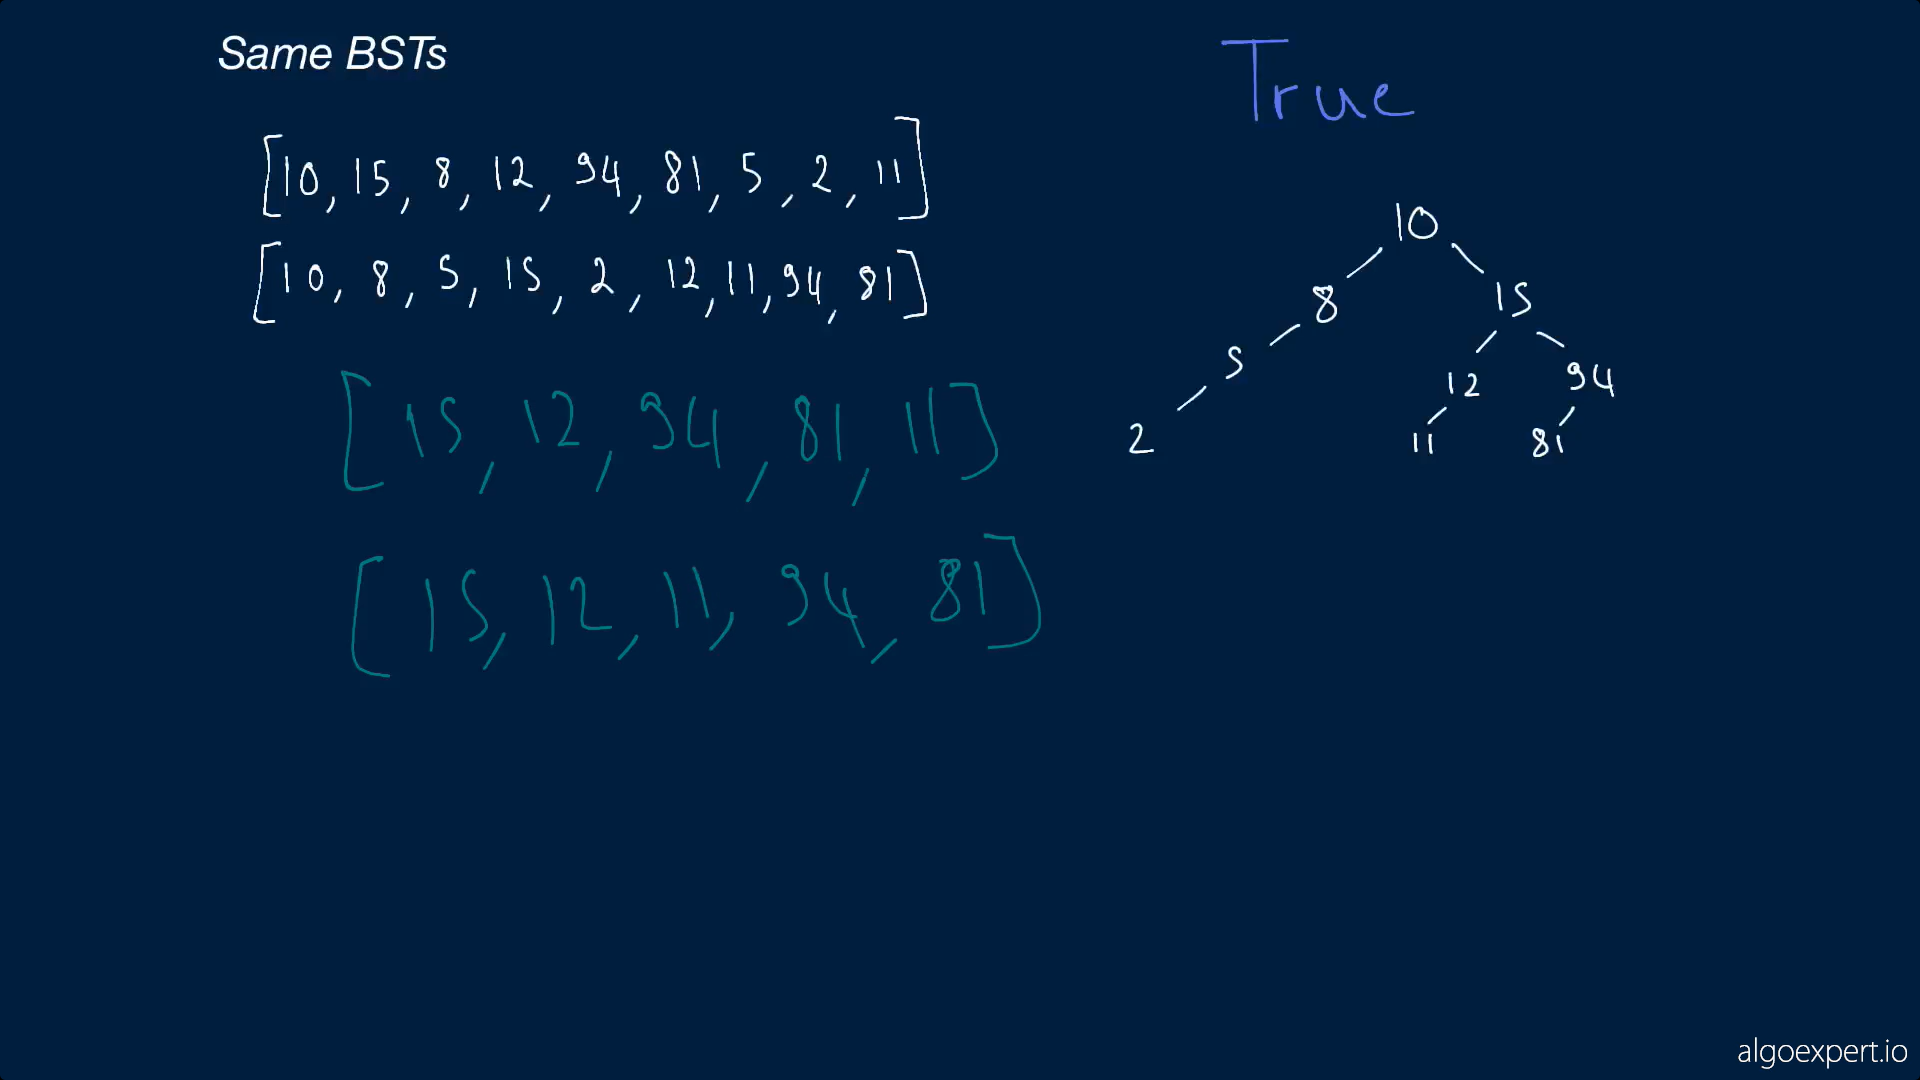 Same BSTs
True
[10, 15, 8, 12, 94, 81, 5, 2, 11]
[10, 8, 5, 15, 2, 12, 11, 94, 81]
[15, 12, 94, 81, 11]
[15, 12, 11, 94, 81]
10
8 15
5 12 94
2 11 81
algoexpert.io